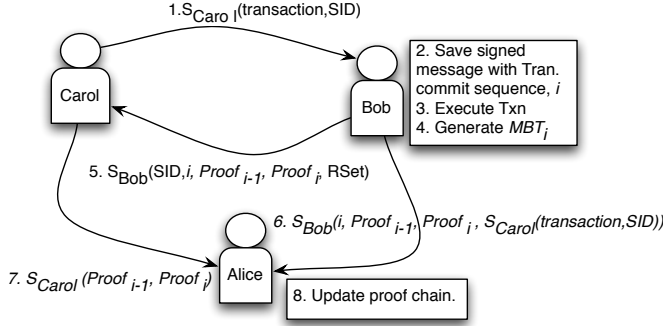 1.S_Caro l(transaction,SID)
Carol
Bob
2. Save signed
message with Tran.
commit sequence, i
3. Execute Txn
4. Generate MBT_i
5. S_Bob(SID,i, Proof_i-1, Proof_i, RSet)
6. S_Bob(i, Proof_i-1, Proof_i , S_Carol(transaction,SID))
7. S_Carol (Proof_i-1, Proof_i)
Alice
8. Update proof chain.